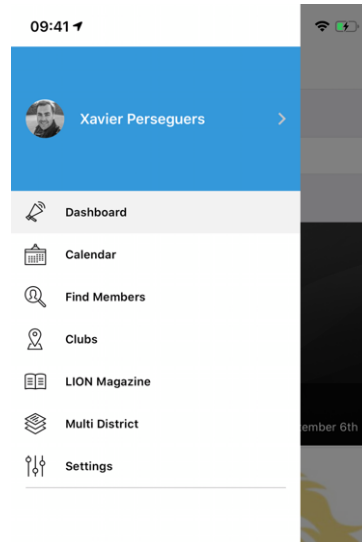 09:41
Xavier Perseguers
Dashboard
Calendar
Find Members
Clubs
LION Magazine
Multi District
ember 6th
Settings